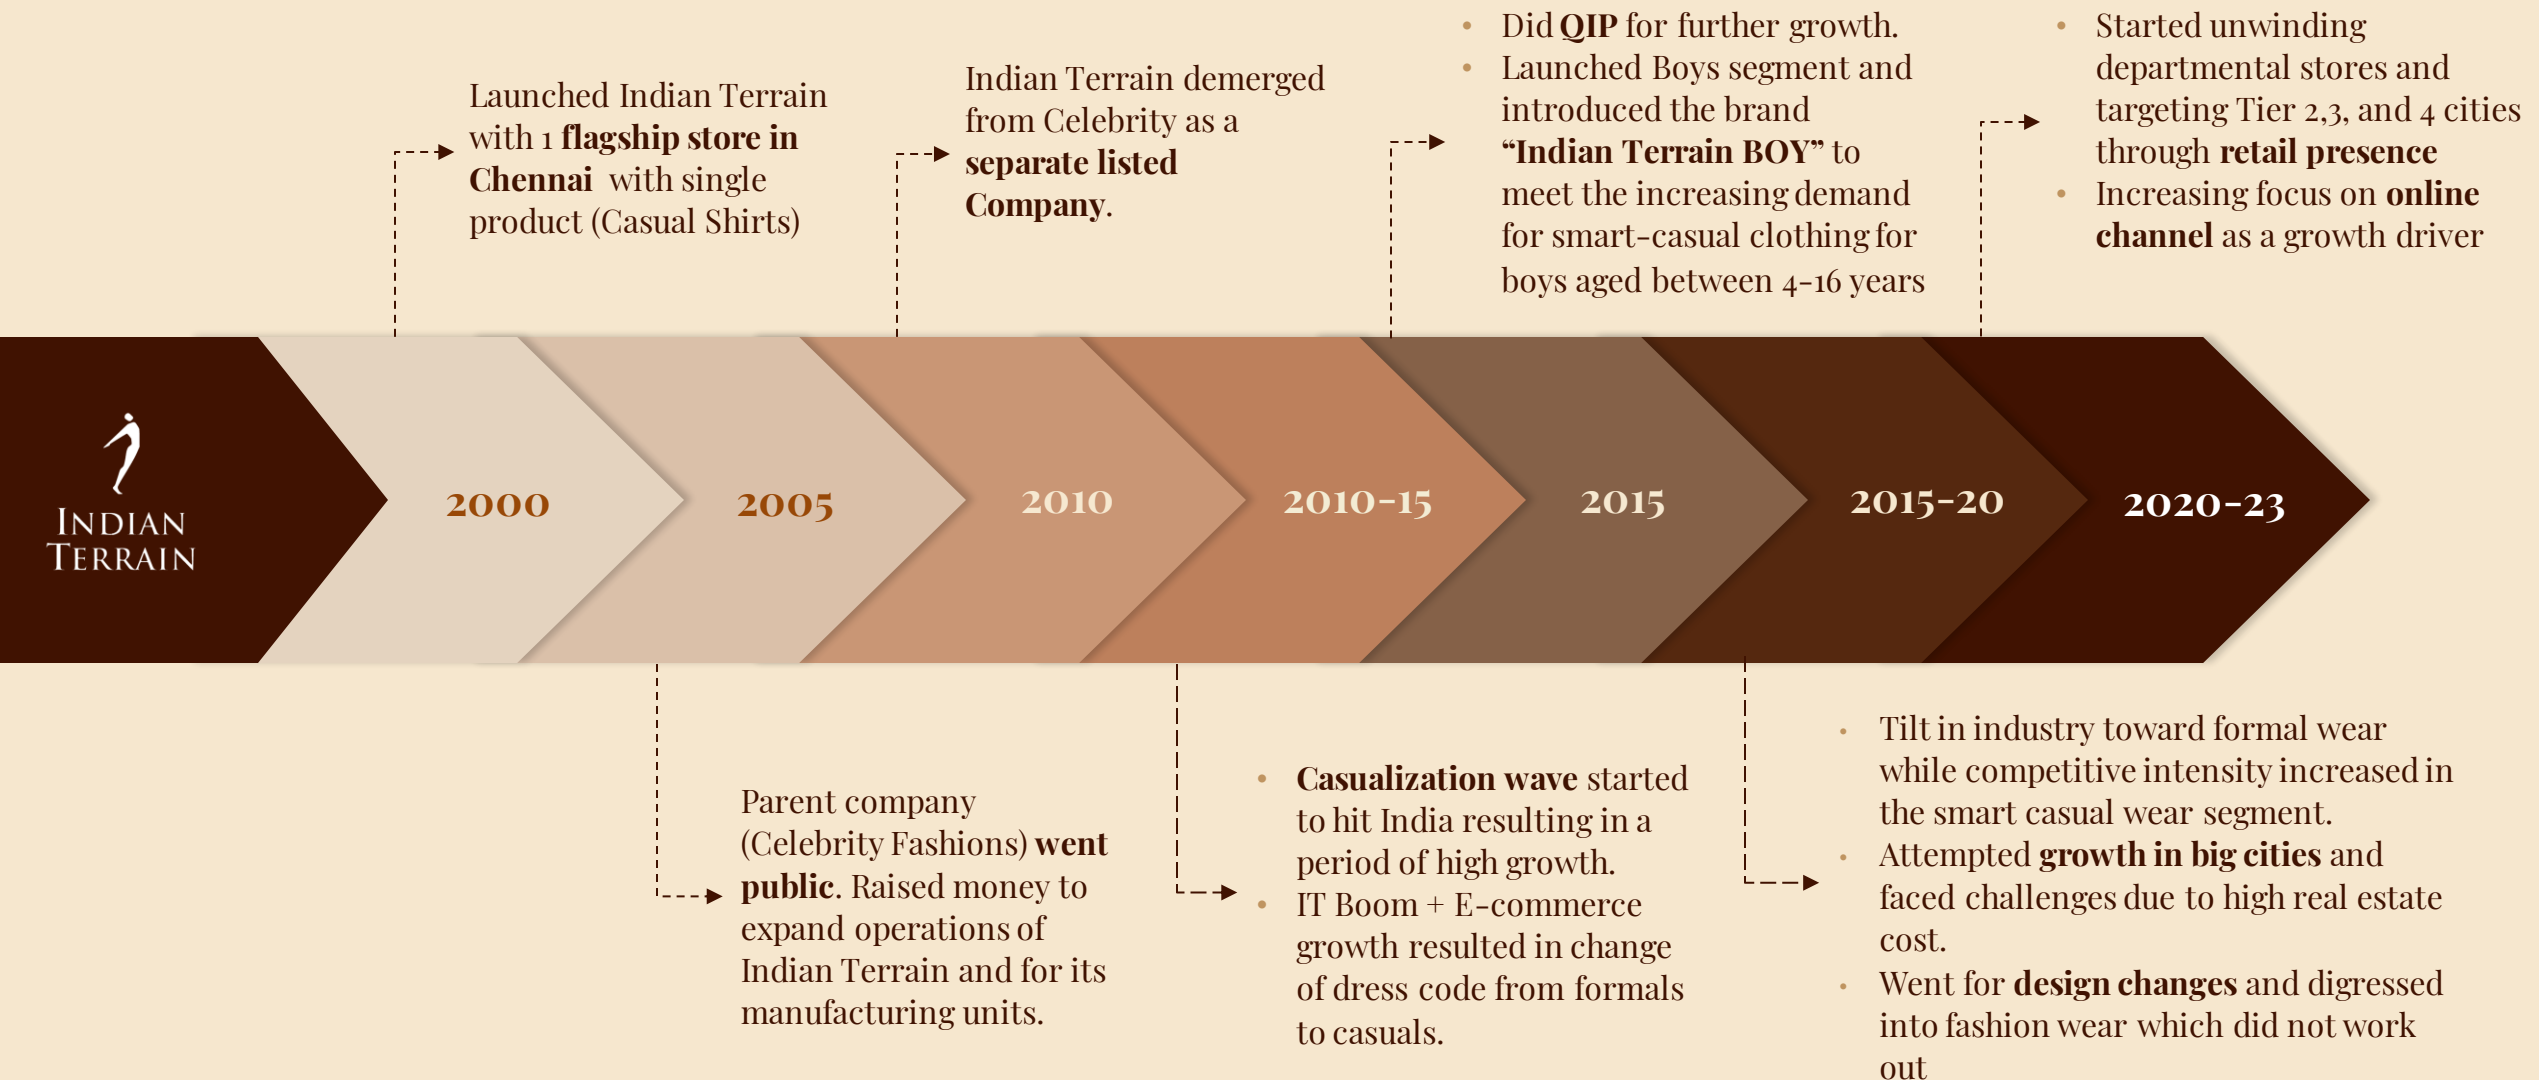 • Did QIP for further growth.
• Launched Boys segment and
introduced the brand
“Indian Terrain BOY” to
meet the increasing demand
for smart-casual clothing for
boys aged between 4-16 years
• Started unwinding
departmental stores and
targeting Tier 2,3, and 4 cities
through retail presence
• Increasing focus on online
channel as a growth driver
Launched Indian Terrain
with 1 flagship store in
Chennai with single
product (Casual Shirts)
Indian Terrain demerged
from Celebrity as a
separate listed
Company.
INDIAN
TERRAIN
2000
2005
2010
2010-15
2015
2015-20
2020-23
Parent company
(Celebrity Fashions) went
public. Raised money to
expand operations of
Indian Terrain and for its
manufacturing units.
• Casualization wave started
to hit India resulting in a
period of high growth.
• IT Boom + E-commerce
growth resulted in change
of dress code from formals
to casuals.
• Tilt in industry toward formal wear
while competitive intensity increased in
the smart casual wear segment.
• Attempted growth in big cities and
faced challenges due to high real estate
cost.
• Went for design changes and digressed
into fashion wear which did not work
out